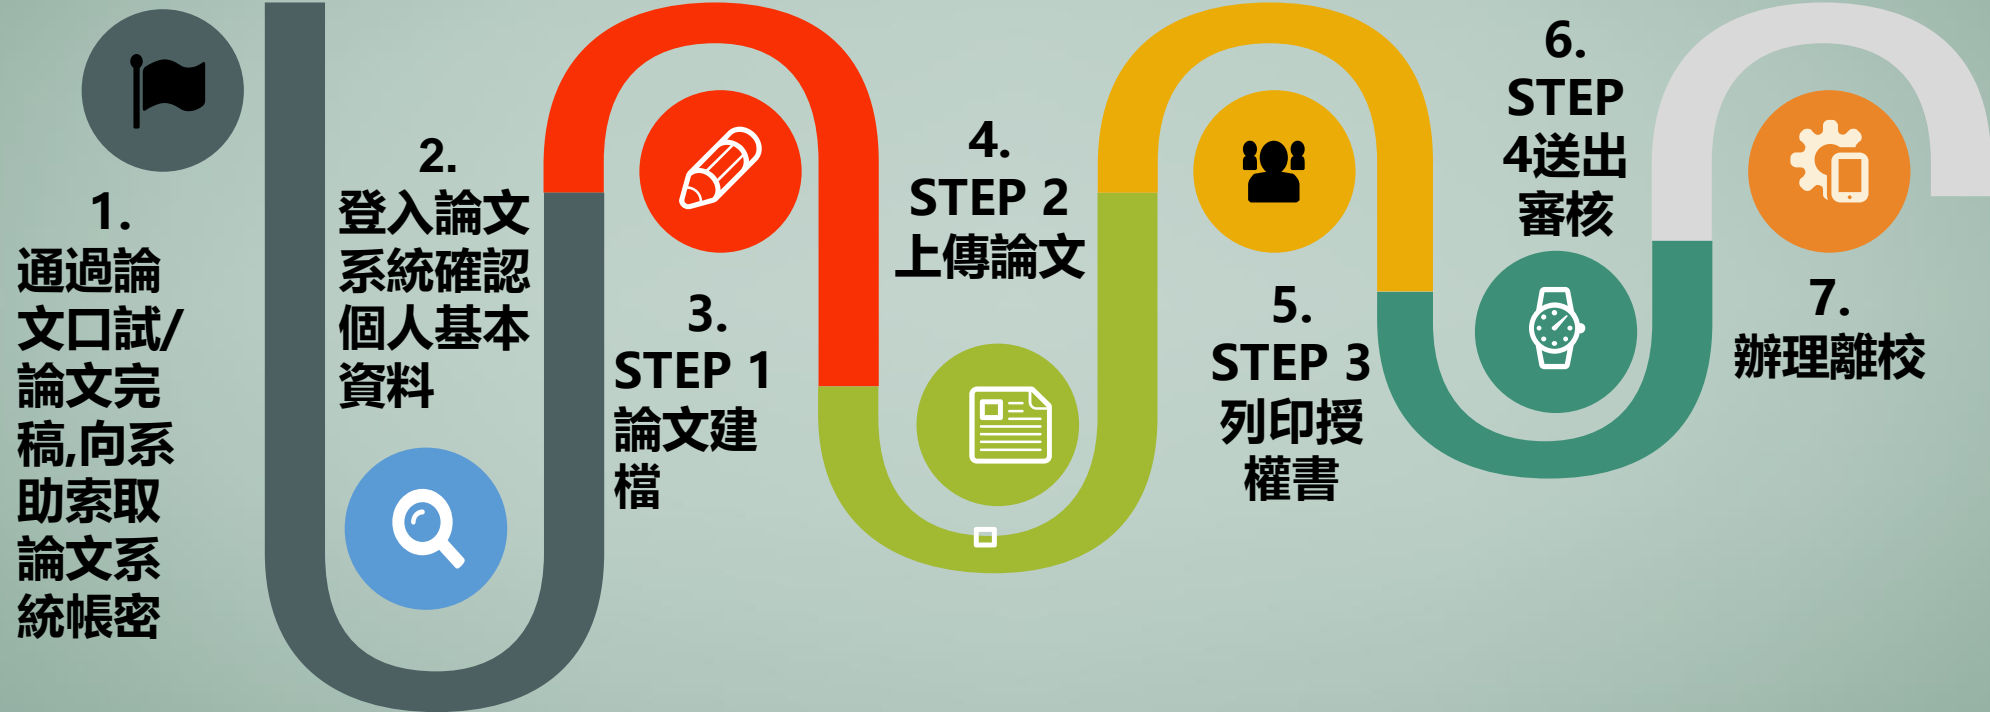 1.
通過論
文口試/
論文完
稿,向系
助索取
論文系
統帳密
2.
登入論文
系統確認
個人基本
資料
3.
STEP 1
論文建
檔
4.
STEP 2
上傳論文
5.
STEP 3
列印授
權書
6.
STEP
4送出
審核
7.
辦理離校